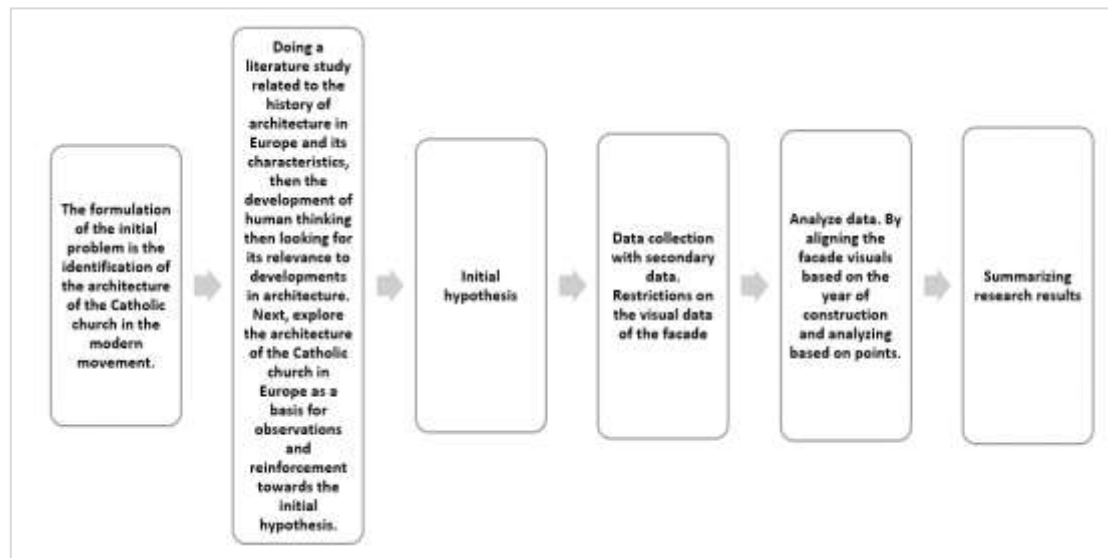 The formulation
of the initial
problem is the
identification of
the architecture
of the Catholic
church in the
modern
movement.
Doing a
literature study
related to the
history of
architecture in
Europe and its
characteristics,
then the
development of
human thinking
then looking for
its relevance to
developments
in architecture.
Next, explore
the architecture
of the Catholic
church in
Europe as a
basis for
observations
and
reinforcement
towards the
initial
hypothesis.
Initial
hypothesis
Data collection
with secondary
data.
Restrictions on
the visual data
of the facade
Analyze data. By
aligning the
facade visuals
based on the
year of
construction
and analyzing
based on points.
Summarizing
research results